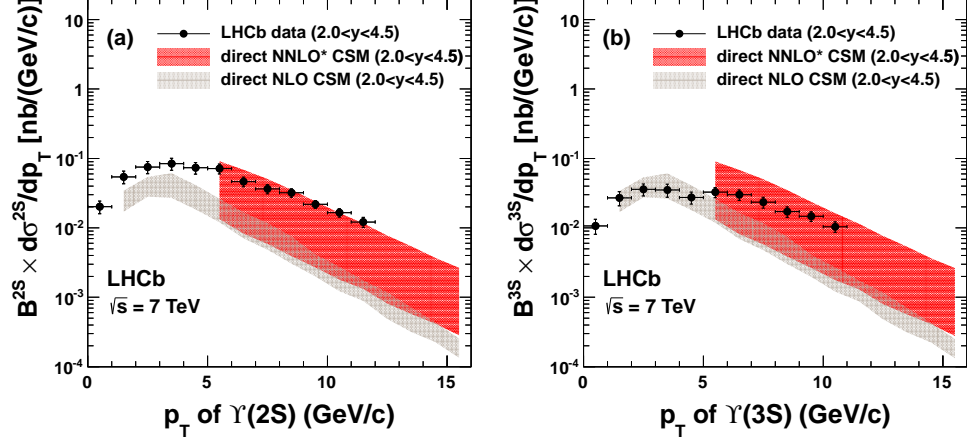 B^{2S} × dσ^{2S}/dp_T [nb/(GeV/c)]
10
1
10^{-1}
10^{-2}
10^{-3}
10^{-4}
(a)
LHCb data (2.0<y<4.5)
direct NNLO* CSM (2.0<y<4.5)
direct NLO CSM (2.0<y<4.5)
LHCb
√s = 7 TeV
0 5 10 15
p_T of ϒ(2S) (GeV/c)
B^{3S} × dσ^{3S}/dp_T [nb/(GeV/c)]
10
1
10^{-1}
10^{-2}
10^{-3}
10^{-4}
(b)
LHCb data (2.0<y<4.5)
direct NNLO* CSM (2.0<y<4.5)
direct NLO CSM (2.0<y<4.5)
LHCb
√s = 7 TeV
0 5 10 15
p_T of ϒ(3S) (GeV/c)